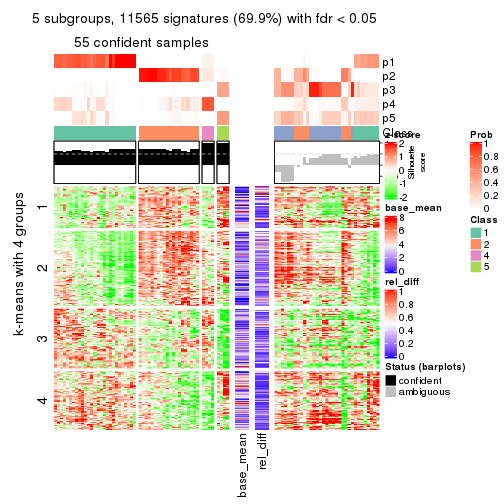 5 subgroups, 11565 signatures (69.9%) with fdr < 0.05
55 confident samples
p1
p2
p3
p4
p5
Class
z-score
2
1
0
-1
-2
Silhouette
score
k-means with 4 groups
1
2
3
4
base_mean
8
6
4
2
0
rel_diff
1
0.8
0.6
0.4
0.2
0
Prob
1
0.8
0.6
0.4
0.2
0
Class
1
2
4
5
Status (barplots)
confident
ambiguous
base_mean
rel_diff